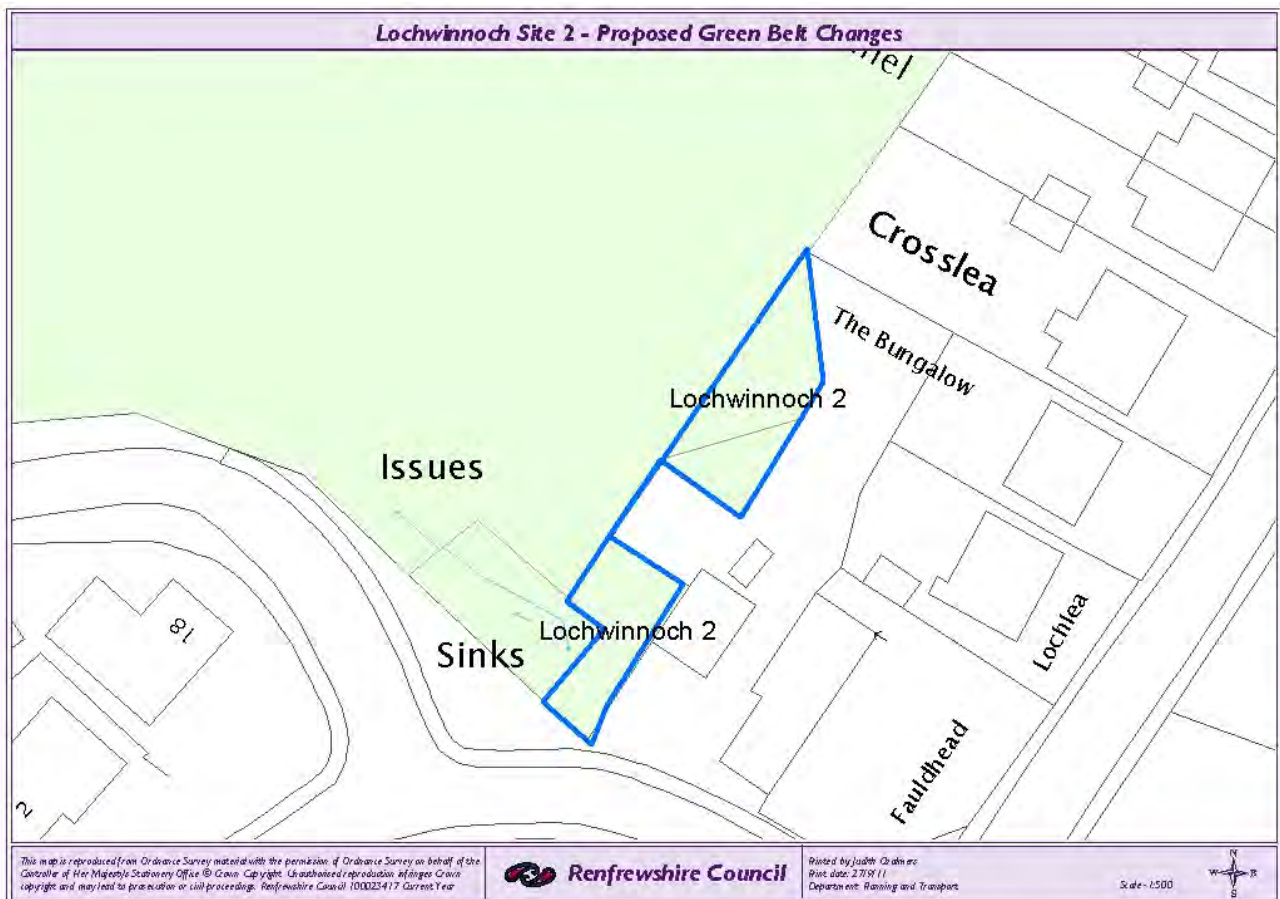 Lochwinnoch Site 2 - Proposed Green Belt Changes
nel
Crosslea
The Bungalow
Lochwinnoch 2
Issues
Lochwinnoch 2
Sinks
18
2
Lochlea
Fauldhead
This map is reproduced from Ordnance Survey material with the permission of Ordnance Survey on behalf of the
Controller of Her Majesty's Stationery Office © Crown Copyright. Unauthorised reproduction infringes Crown
copyright and may lead to prosecution or civil proceedings. Renfrewshire Council 100023417 Current Year
Renfrewshire Council
Printed by: Judith Chalmers
Print date: 27/9/11
Department: Planning and Transport
Scale - 1:500
N
W E
S